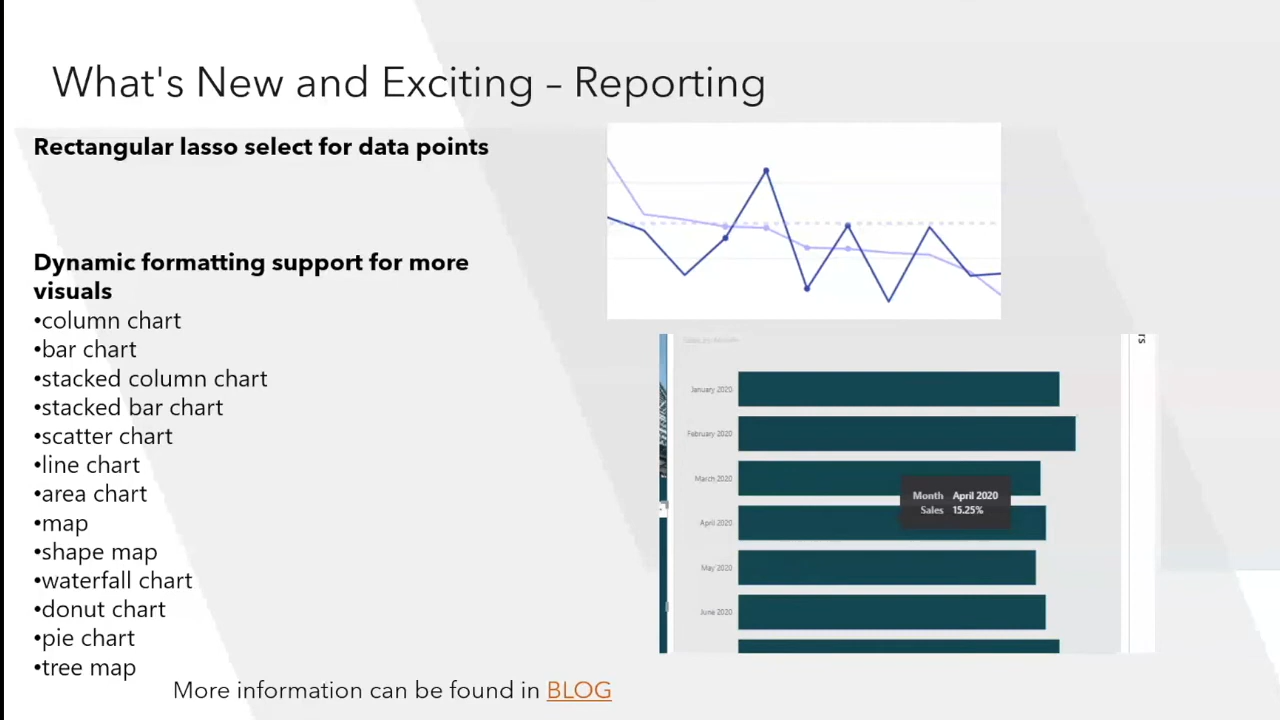 What's New and Exciting – Reporting
Rectangular lasso select for data points
Dynamic formatting support for more
visuals
•column chart
•bar chart
•stacked column chart
•stacked bar chart
•scatter chart
•line chart
•area chart
•map
•shape map
•waterfall chart
•donut chart
•pie chart
•tree map
More information can be found in BLOG
January 2020
February 2020
March 2020
April 2020
May 2020
June 2020
Month April 2020
Sales 15.25%
rs